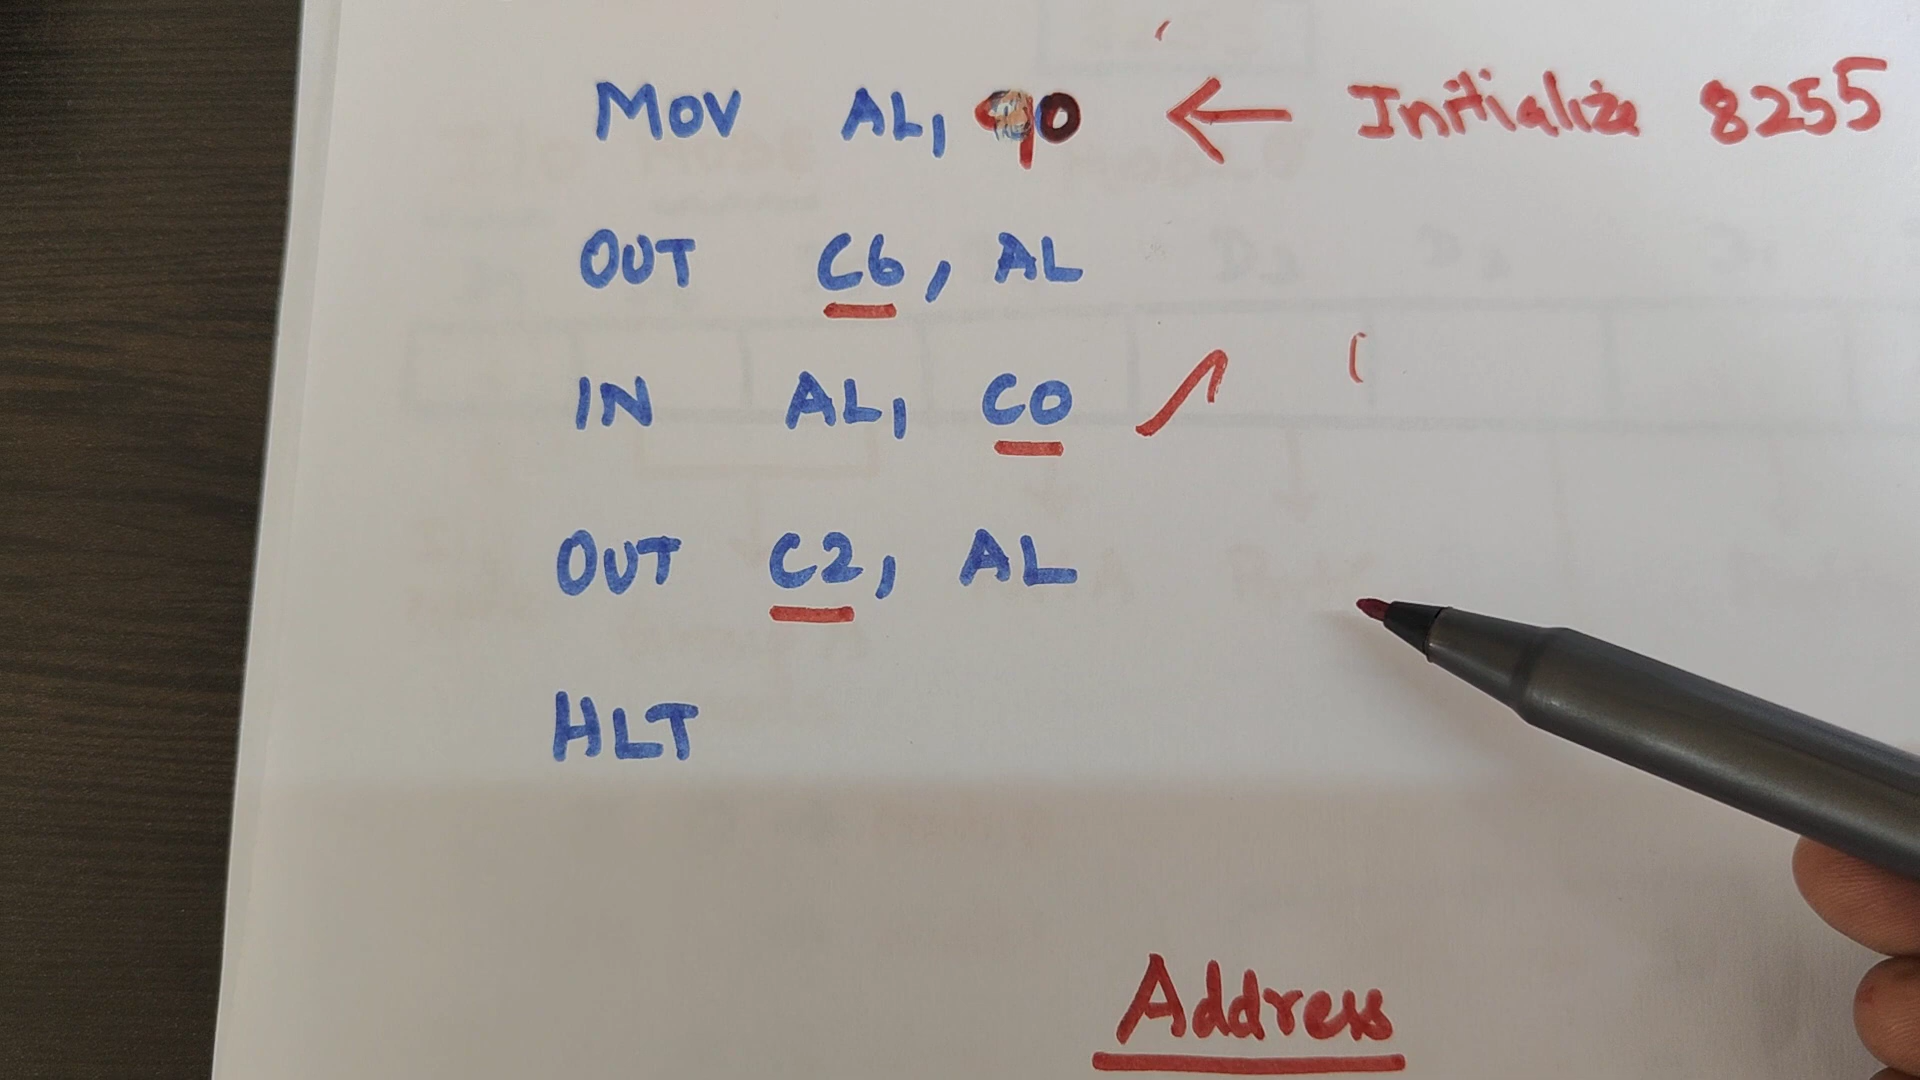 MOV AL, 90 ← Initialize 8255
OUT C6, AL
IN AL, C0
OUT C2, AL
HLT
Address